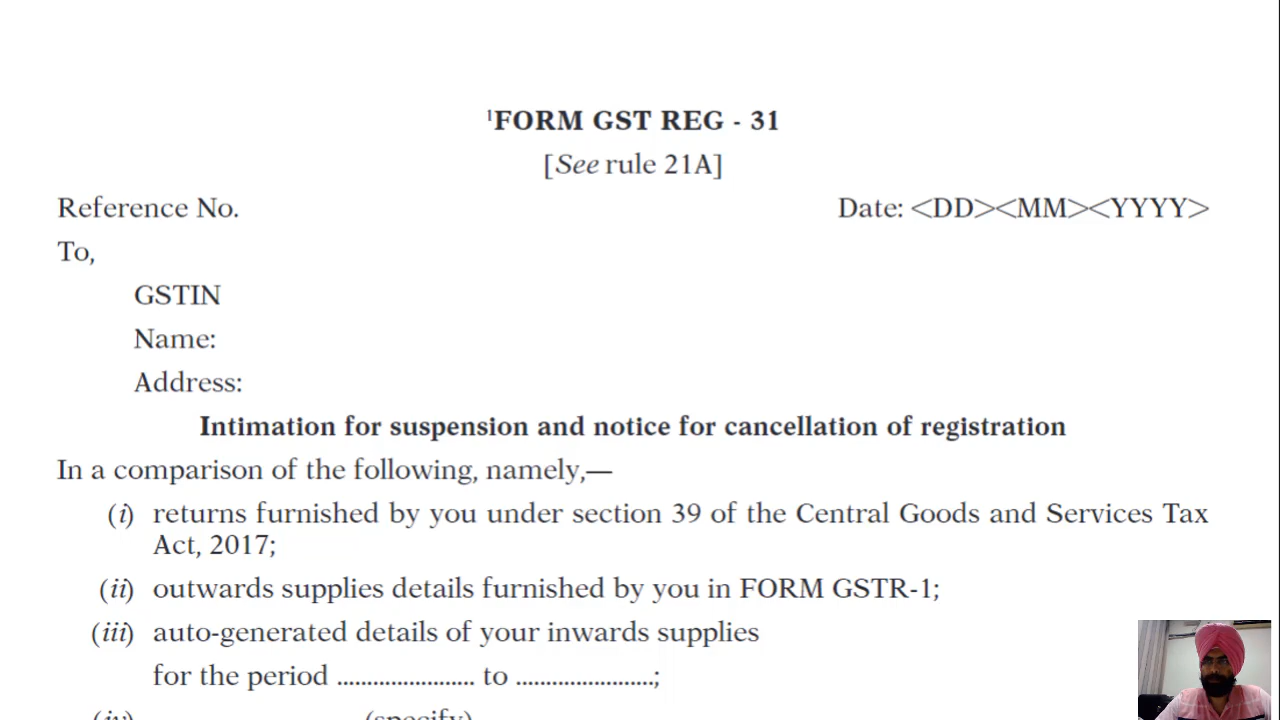 ¹FORM GST REG - 31
[See rule 21A]
Reference No. Date: <DD><MM><YYYY>
To,
GSTIN
Name:
Address:
Intimation for suspension and notice for cancellation of registration
In a comparison of the following, namely,—
(i) returns furnished by you under section 39 of the Central Goods and Services Tax
Act, 2017;
(ii) outwards supplies details furnished by you in FORM GSTR-1;
(iii) auto-generated details of your inwards supplies
for the period ....................... to .......................;
(iv) ....................... (specify)